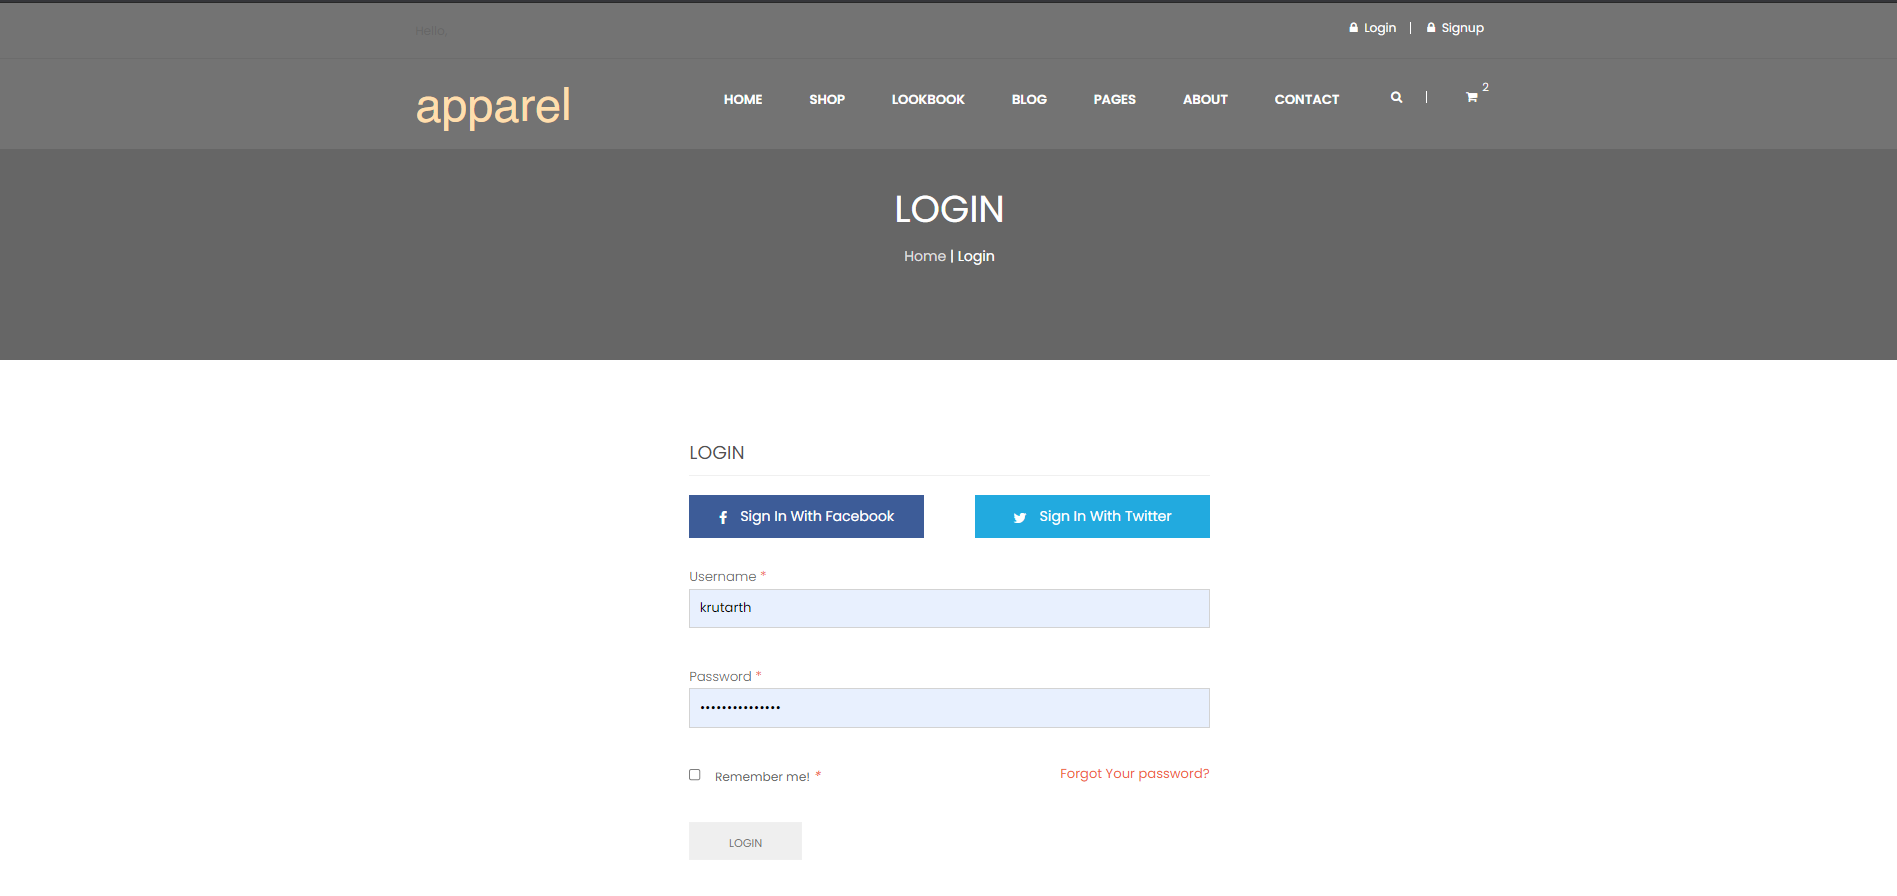 Hello,
Login | Signup
apparel
HOME SHOP LOOKBOOK BLOG PAGES ABOUT CONTACT | 2
LOGIN
Home | Login
LOGIN
Sign In With Facebook
Sign In With Twitter
Username *
krutarth
Password *
•••••••••••••••
Remember me! *
Forgot Your password?
LOGIN